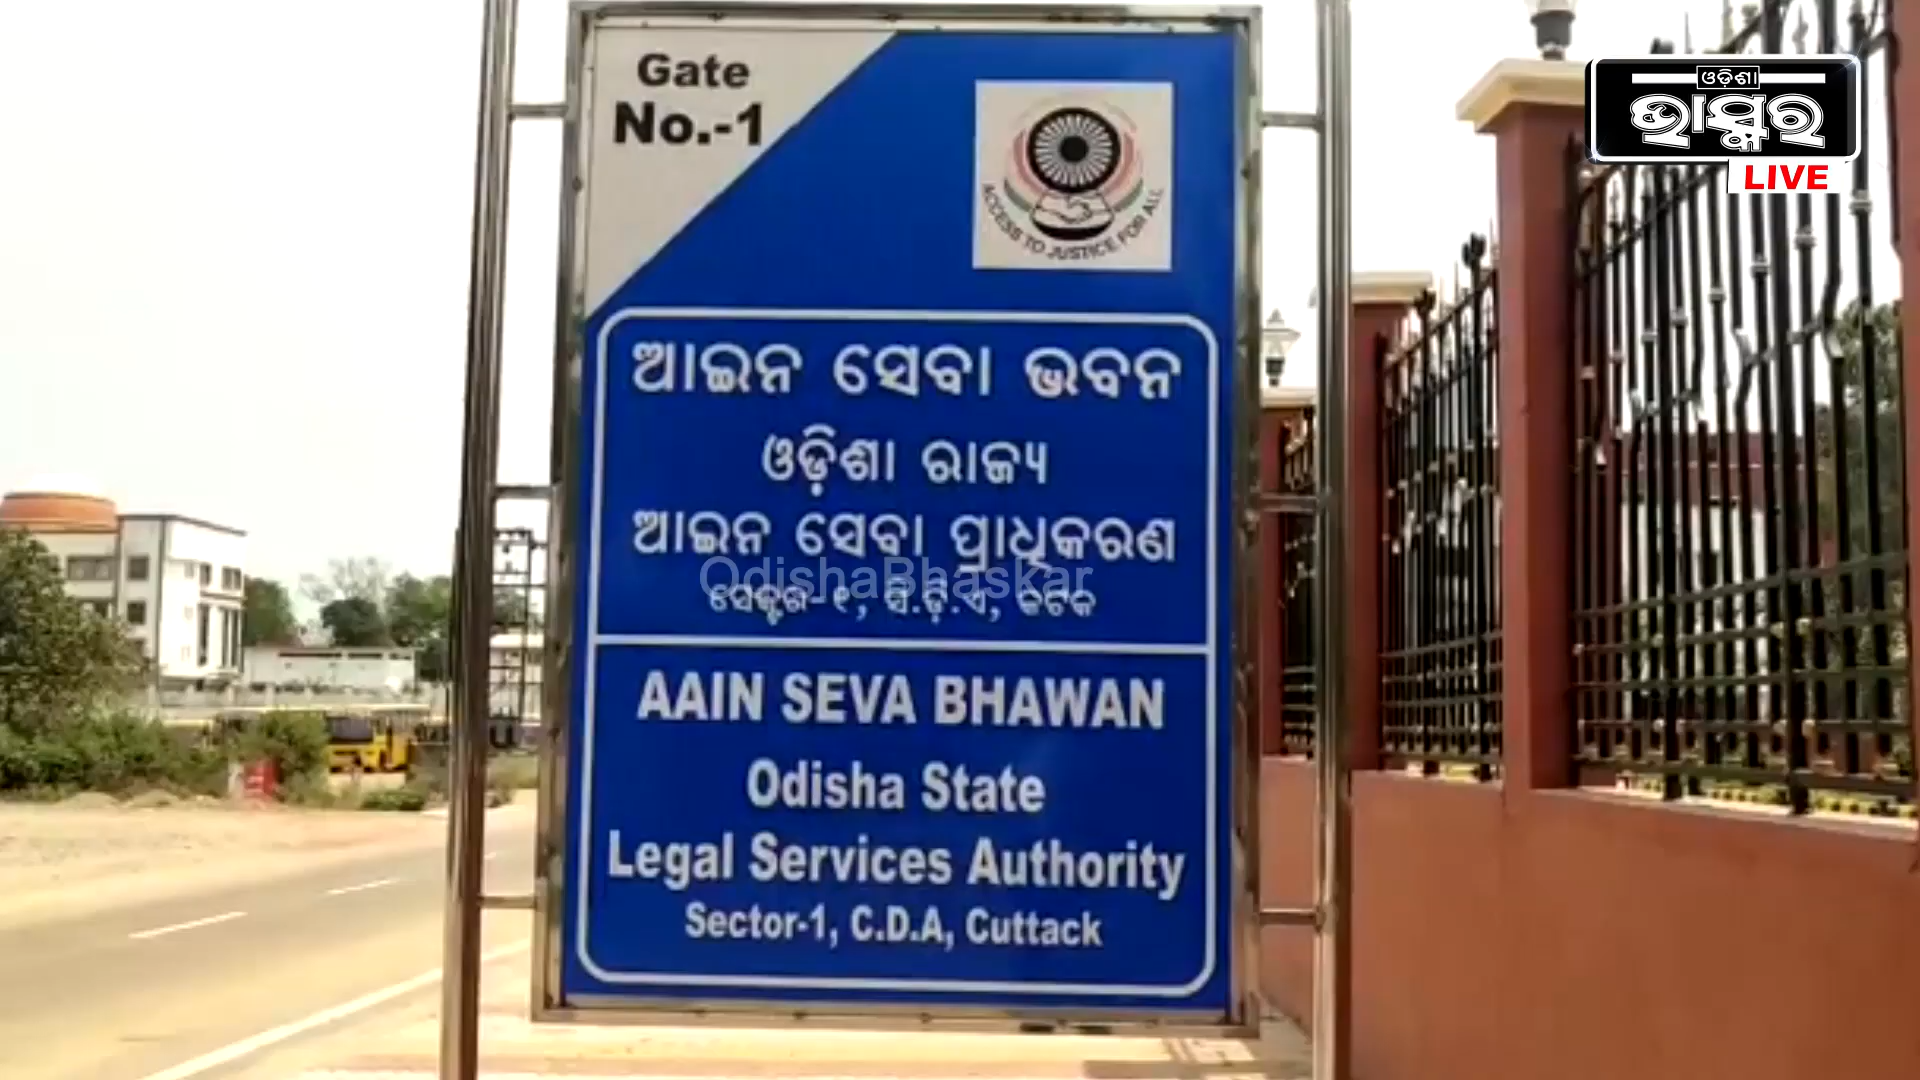 Gate
No.-1
ACCESS TO JUSTICE FOR ALL
ଓଡ଼ିଶା
ଭାସ୍କର
LIVE
ଆଇନ ସେବା ଭବନ
ଓଡ଼ିଶା ରାଜ୍ୟ
ଆଇନ ସେବା ପ୍ରାଧିକରଣ
OdishaBhaskar
ସେକ୍ଟର-୧, ସି.ଡ଼ି.ଏ, କଟକ
AAIN SEVA BHAWAN
Odisha State
Legal Services Authority
Sector-1, C.D.A, Cuttack